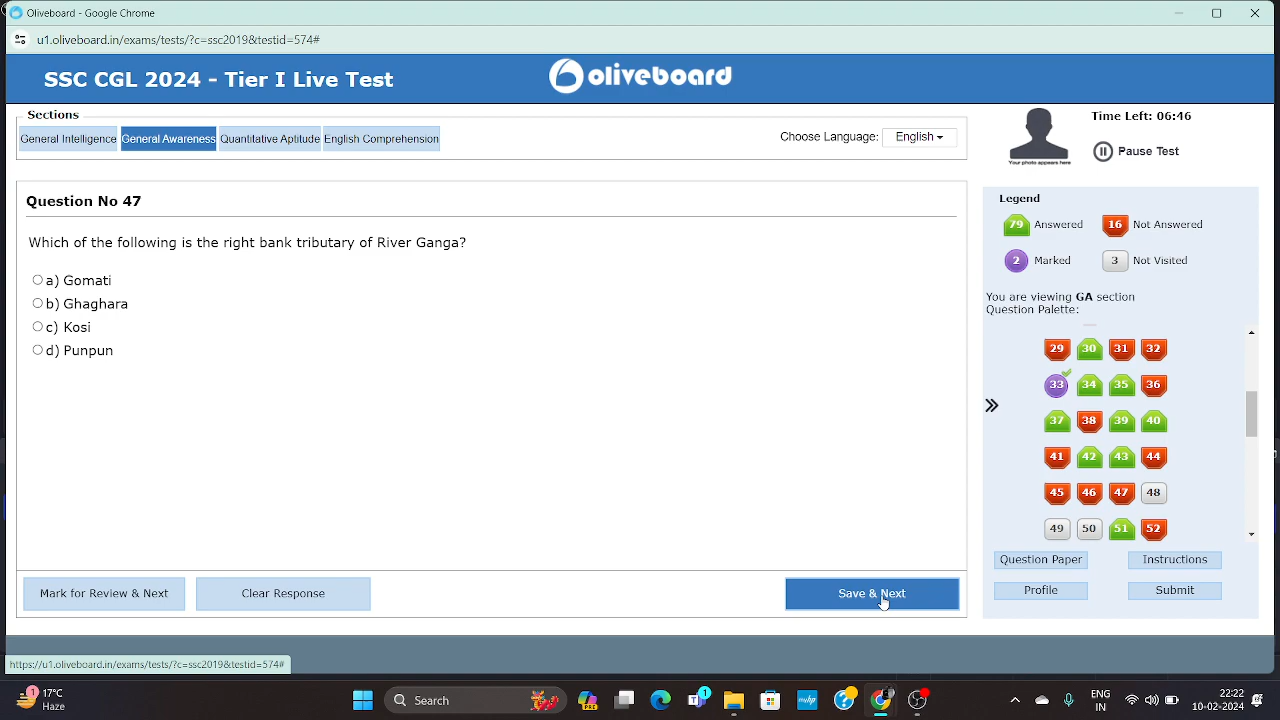 Oliveboard - Google Chrome
u1.oliveboard.in/exams/tests/?c=ssc2019&testid=574#
SSC CGL 2024 - Tier I Live Test
oliveboard
Sections
General Intelligence General Awareness Quantitative Aptitude English Comprehension
Choose Language: English
Your photo appears here
Time Left: 06:46
Pause Test
Question No 47
Which of the following is the right bank tributary of River Ganga?
a) Gomati
b) Ghaghara
c) Kosi
d) Punpun
Mark for Review & Next Clear Response Save & Next
Legend
79 Answered 16 Not Answered
2 Marked 3 Not Visited
You are viewing GA section
Question Palette:
29 30 31 32
33 34 35 36
37 38 39 40
41 42 43 44
45 46 47 48
49 50 51 52
Question Paper Instructions
Profile Submit
https://u1.oliveboard.in/exams/tests/?c=ssc2019&testid=574#
1 17°C
Haze
Search
1
ENG
IN
22:22
10-02-2024